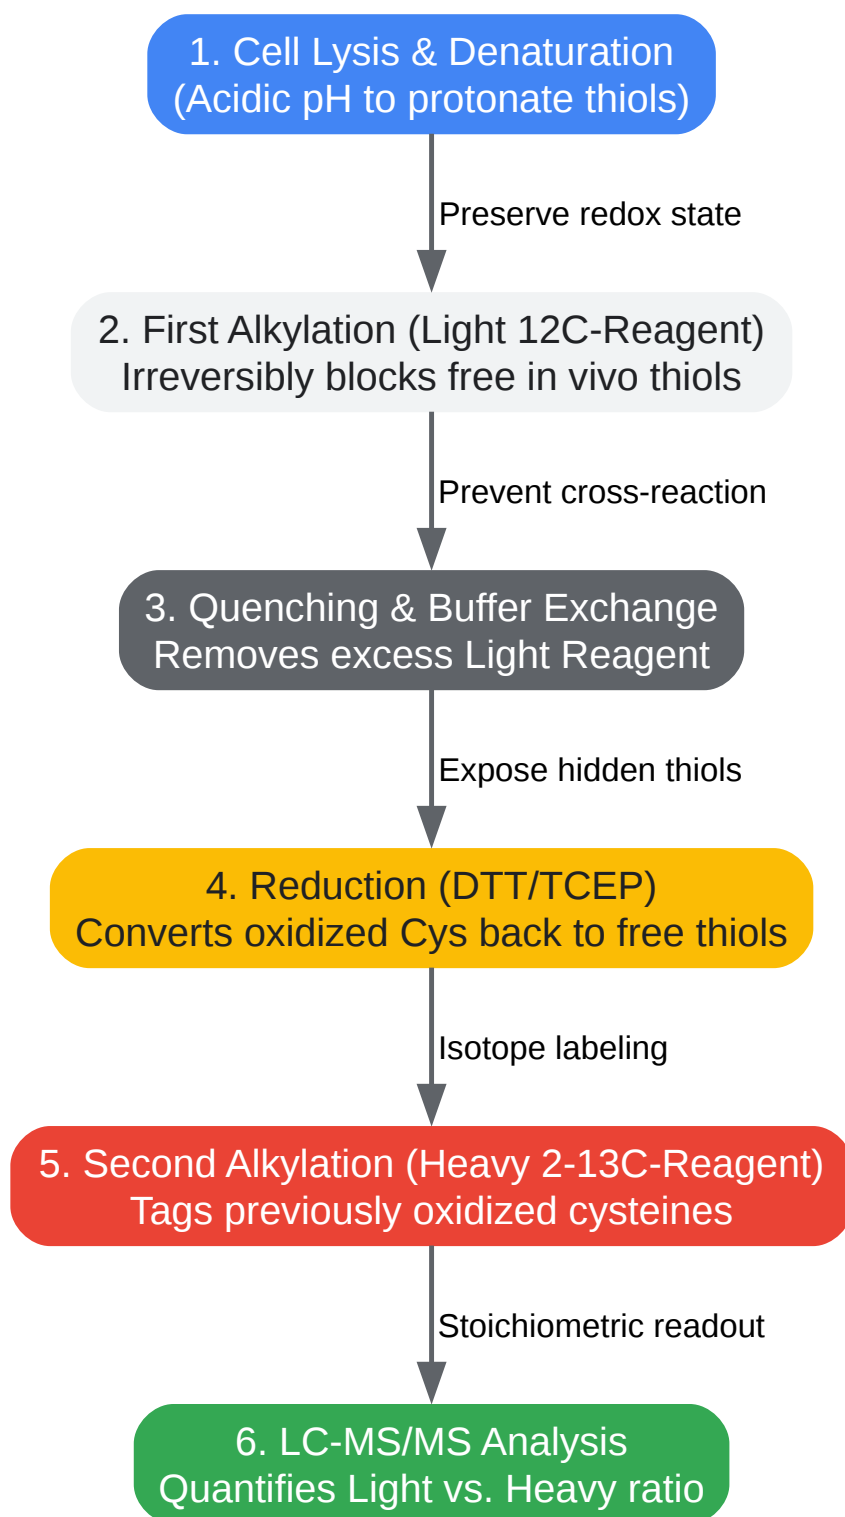 1. Cell Lysis & Denaturation
(Acidic pH to protonate thiols)
Preserve redox state
2. First Alkylation (Light 12C-Reagent)
Irreversibly blocks free in vivo thiols
Prevent cross-reaction
3. Quenching & Buffer Exchange
Removes excess Light Reagent
Expose hidden thiols
4. Reduction (DTT/TCEP)
Converts oxidized Cys back to free thiols
Isotope labeling
5. Second Alkylation (Heavy 2-13C-Reagent)
Tags previously oxidized cysteines
Stoichiometric readout
6. LC-MS/MS Analysis
Quantifies Light vs. Heavy ratio